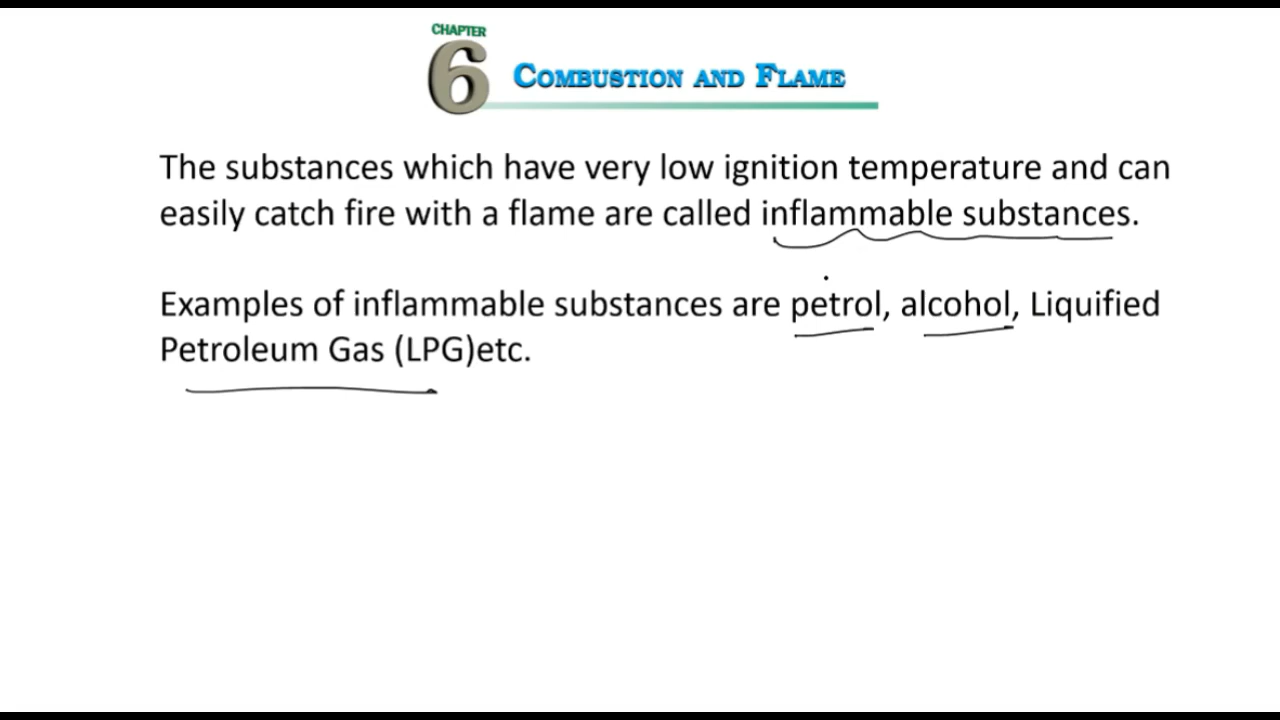 CHAPTER
6 COMBUSTION AND FLAME
The substances which have very low ignition temperature and can
easily catch fire with a flame are called inflammable substances.
Examples of inflammable substances are petrol, alcohol, Liquified
Petroleum Gas (LPG)etc.